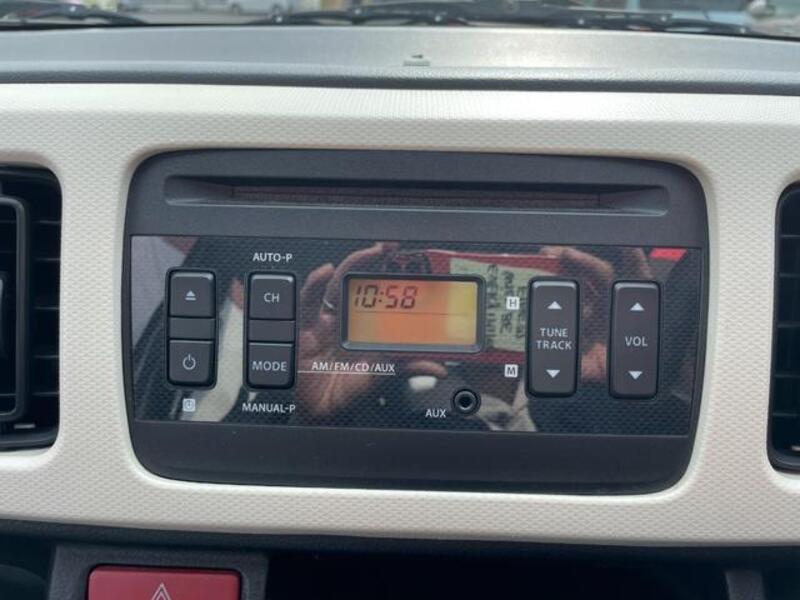 AUTO-P
CH
MODE
MANUAL-P
10:58
AM/FM/CD/AUX
AUX
H
M
TUNE
TRACK
VOL